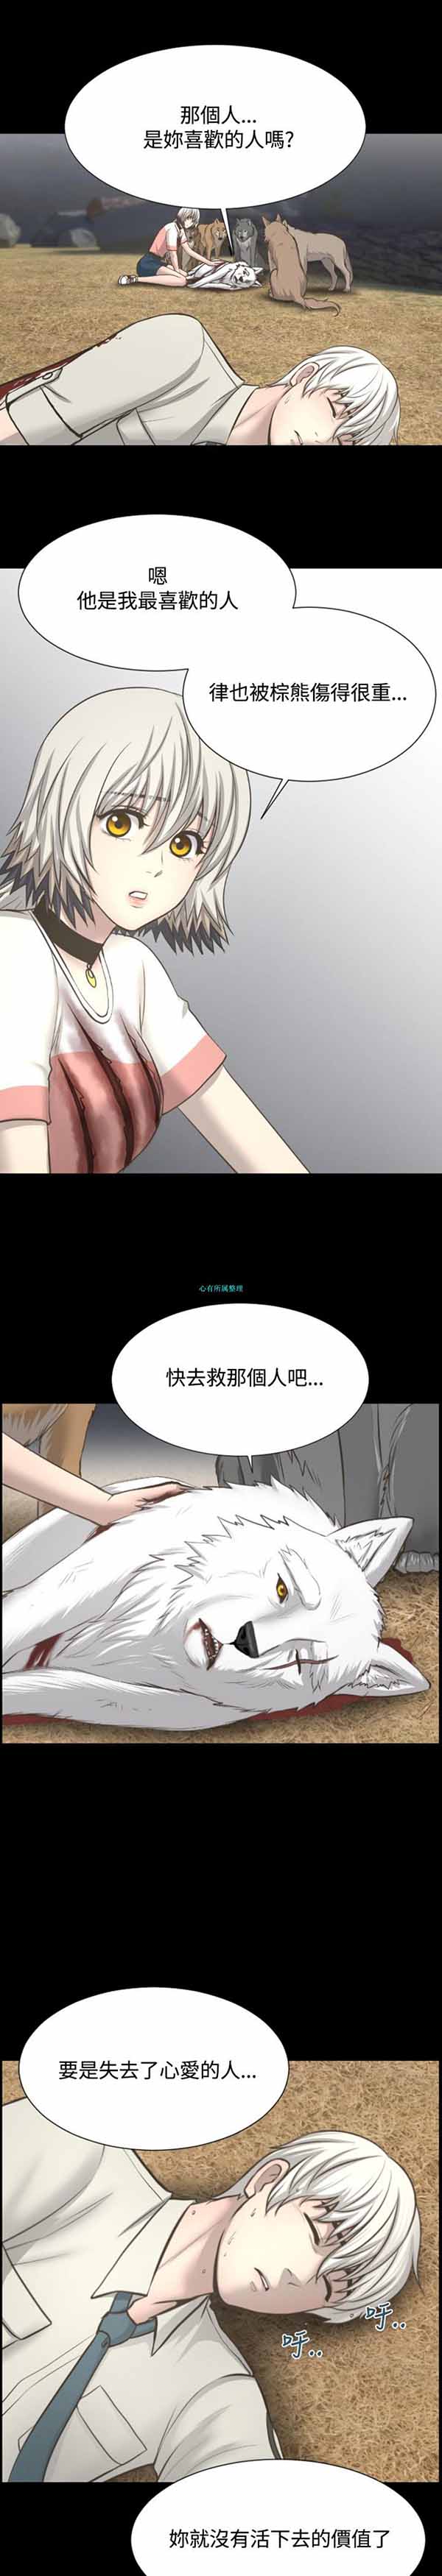 那個人...
是妳喜歡的人嗎?
嗯
他是我最喜歡的人
律也被棕熊傷得很重...
心有所属整理
快去救那個人吧...
要是失去了心愛的人...
吁..
吁..
妳就沒有活下去的價值了